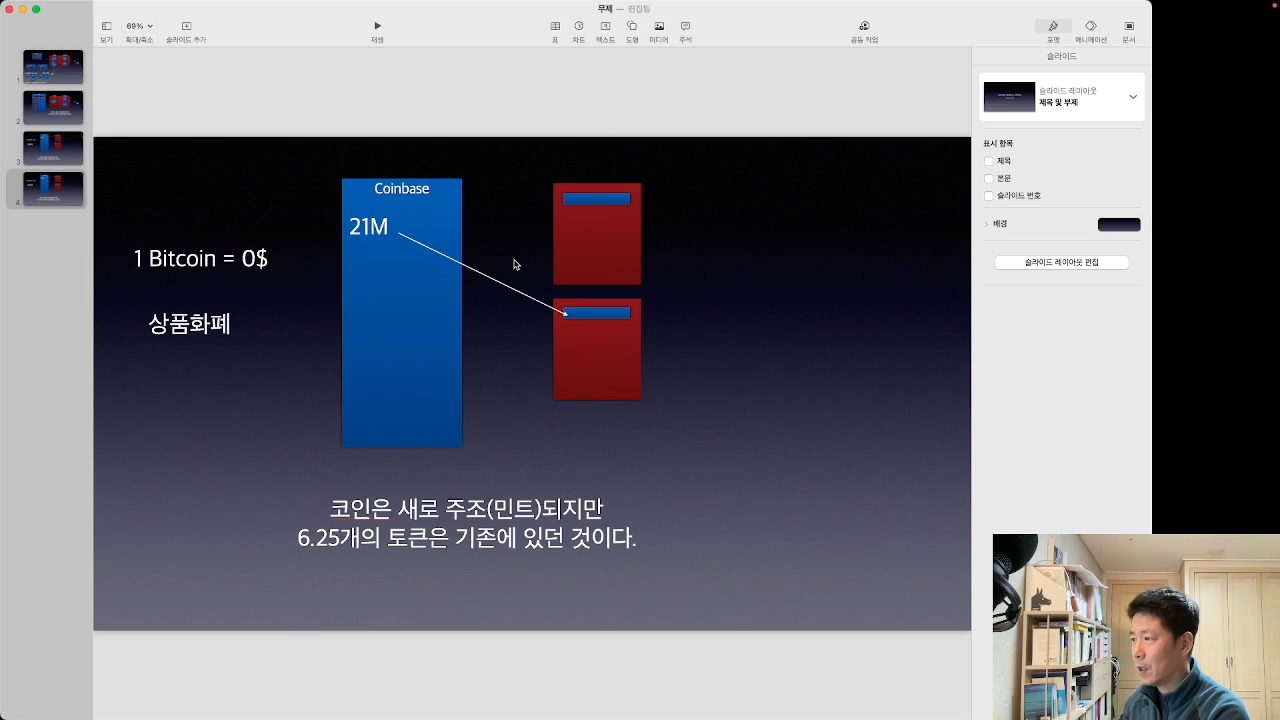 무제 — 편집됨
69%
보기
확대/축소
슬라이드 추가
재생
표
차트
텍스트
도형
미디어
주석
공동 작업
포맷
애니메이션
문서
슬라이드
슬라이드 레이아웃
제목 및 부제
표시 항목
제목
본문
슬라이드 번호
배경
슬라이드 레이아웃 편집
1
2
3
4
Coinbase
21M
1 Bitcoin = 0$
상품화폐
코인은 새로 주조(민트)되지만
6.25개의 토큰은 기존에 있던 것이다.